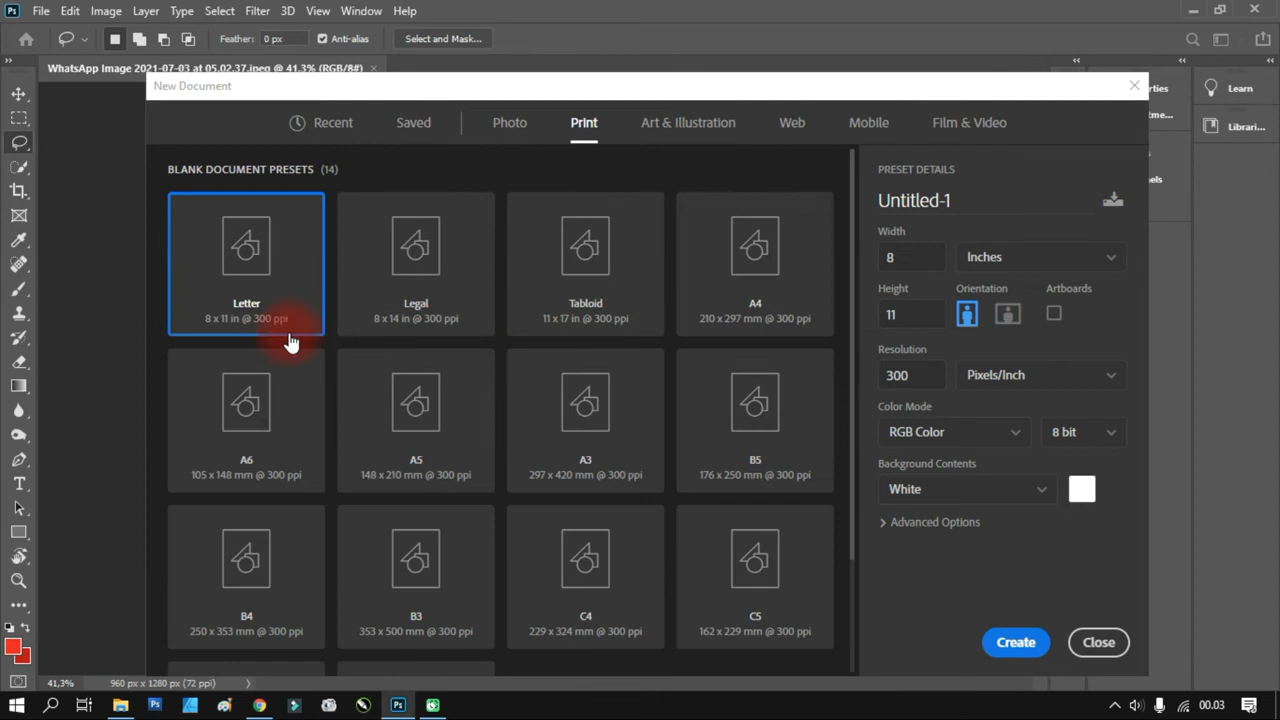 File Edit Image Layer Type Select Filter 3D View Window Help
Feather: 0 px Anti-alias Select and Mask...
WhatsApp Image 2021-07-03 at 05.02.37.jpeg @ 41,3% (RGB/8#)
New Document
Recent Saved Photo Print Art & Illustration Web Mobile Film & Video
BLANK DOCUMENT PRESETS (14)
Letter
8 x 11 in @ 300 ppi
Legal
8 x 14 in @ 300 ppi
Tabloid
11 x 17 in @ 300 ppi
A4
210 x 297 mm @ 300 ppi
A6
105 x 148 mm @ 300 ppi
A5
148 x 210 mm @ 300 ppi
A3
297 x 420 mm @ 300 ppi
B5
176 x 250 mm @ 300 ppi
B4
250 x 353 mm @ 300 ppi
B3
353 x 500 mm @ 300 ppi
C4
229 x 324 mm @ 300 ppi
C5
162 x 229 mm @ 300 ppi
PRESET DETAILS
Untitled-1
Width
8 Inches
Height Orientation Artboards
11
Resolution
300 Pixels/Inch
Color Mode
RGB Color 8 bit
Background Contents
White
Advanced Options
Create Close
Learn
Librari...
41,3% 960 px x 1280 px (72 ppi)
00.03